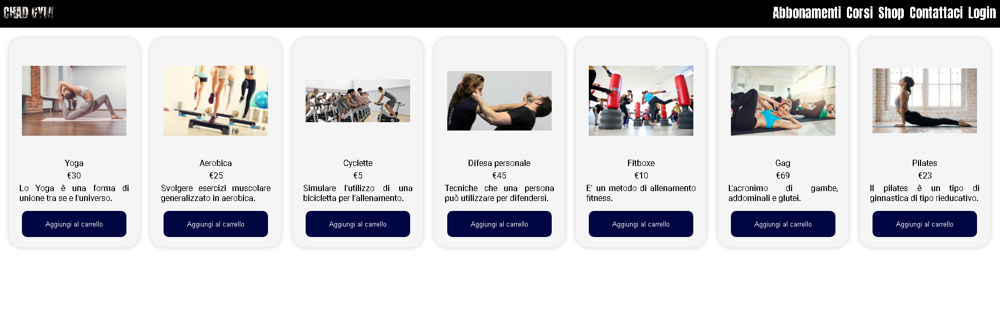 CHAD GYM
Abbonamenti Corsi Shop Contattaci Login
Yoga
€30
Lo Yoga è una forma di
unione tra se e l'universo.
Aggiungi al carrello
Aerobica
€25
Svolgere esercizi muscolare
generalizzato in aerobica.
Aggiungi al carrello
Cyclette
€5
Simulare l'utilizzo di una
bicicletta per l'allenamento.
Aggiungi al carrello
Difesa personale
€45
Tecniche che una persona
può utilizzare per difendersi.
Aggiungi al carrello
Fitboxe
€10
E' un metodo di allenamento
fitness.
Aggiungi al carrello
Gag
€69
L'acronimo di gambe,
addominali e glutei.
Aggiungi al carrello
Pilates
€23
Il pilates è un tipo di
ginnastica di tipo rieducativo.
Aggiungi al carrello